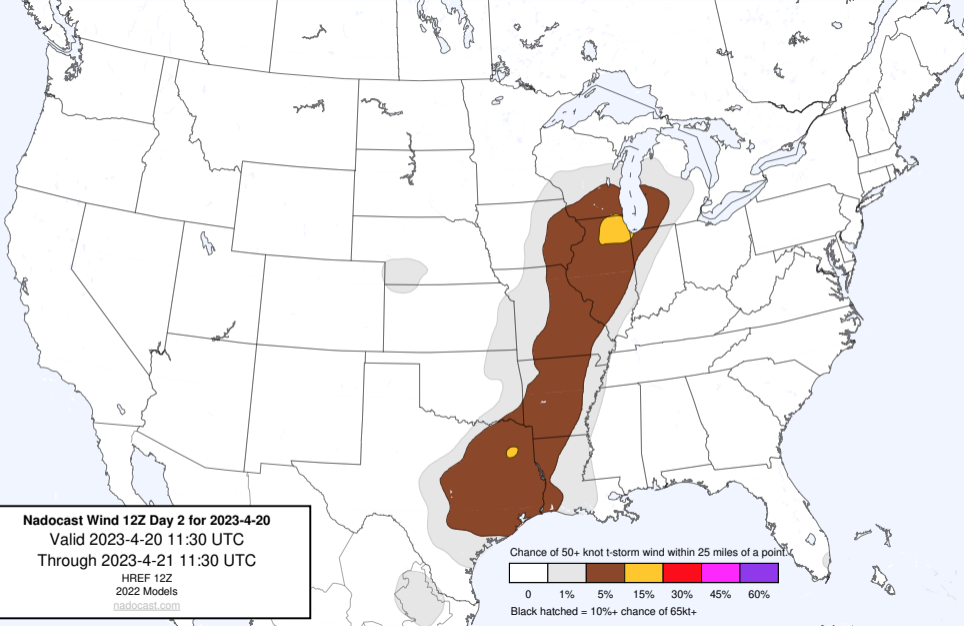 Nadocast Wind 12Z Day 2 for 2023-4-20
Valid 2023-4-20 11:30 UTC
Through 2023-4-21 11:30 UTC
HREF 12Z
2022 Models
nadocast.com
Chance of 50+ knot t-storm wind within 25 miles of a point.
0 1% 5% 15% 30% 45% 60%
Black hatched = 10%+ chance of 65kt+